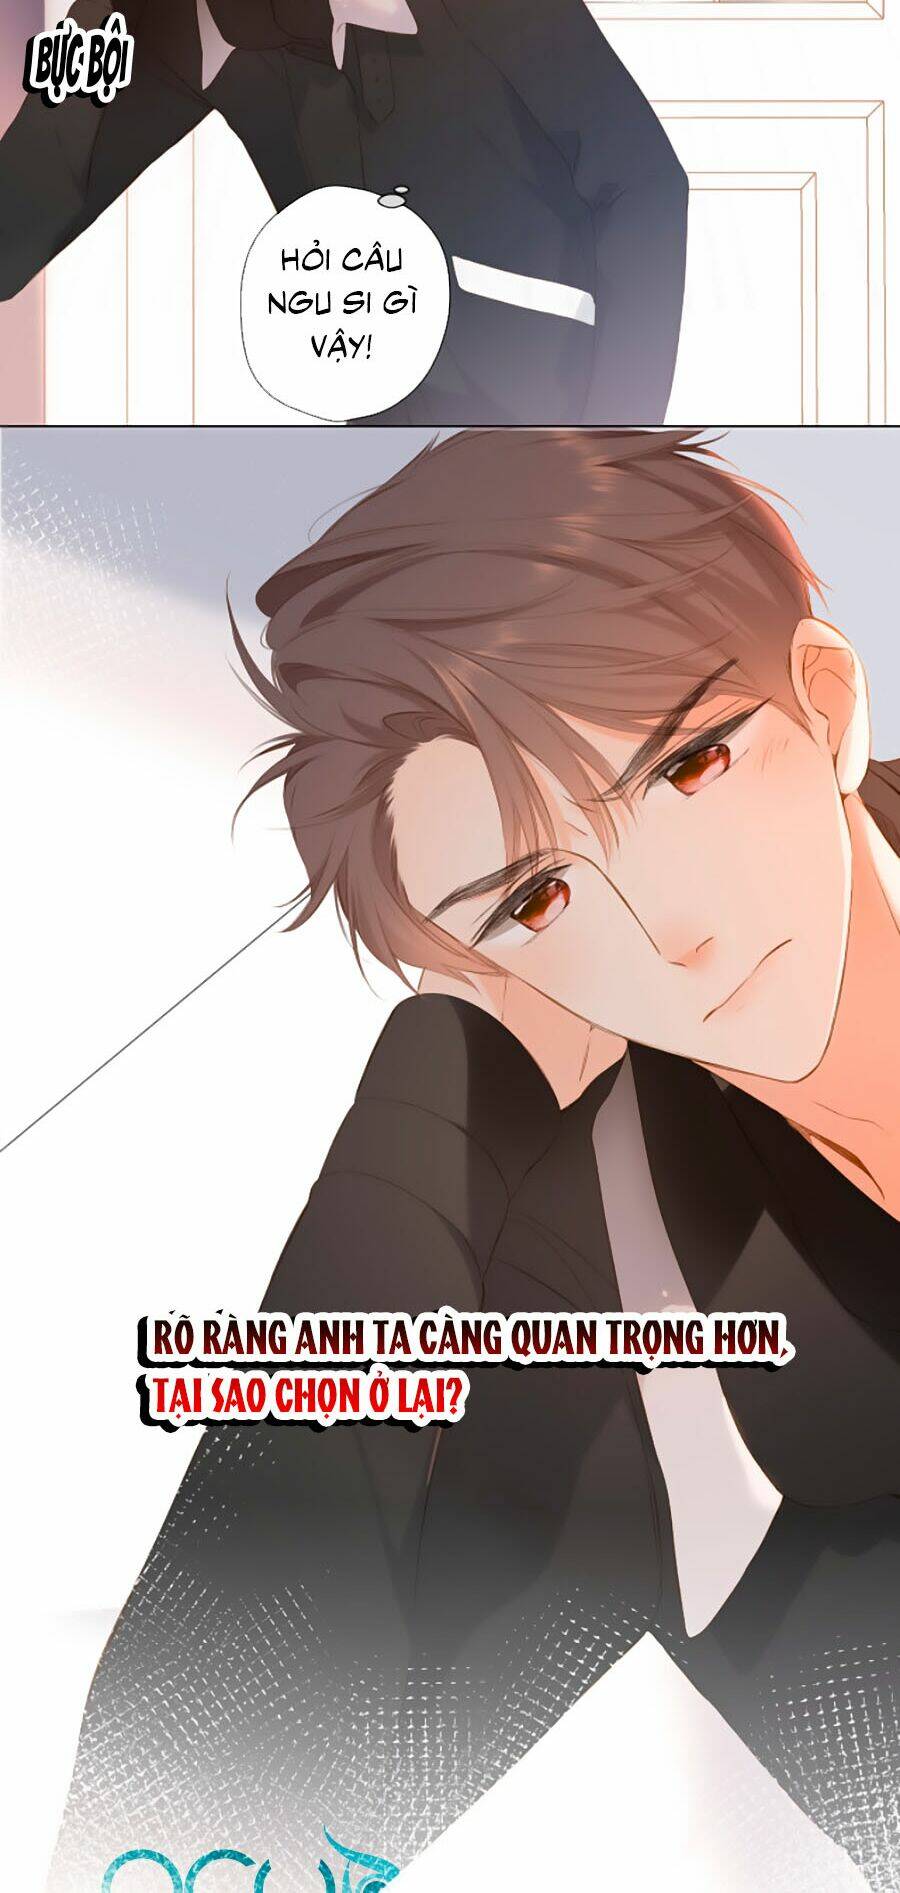 BỰC BỘI
HỎI CÂU
NGU SI GÌ
VẬY!
RÕ RÀNG ANH TA CÀNG QUAN TRỌNG HƠN,
TẠI SAO CHỌN Ở LẠI?